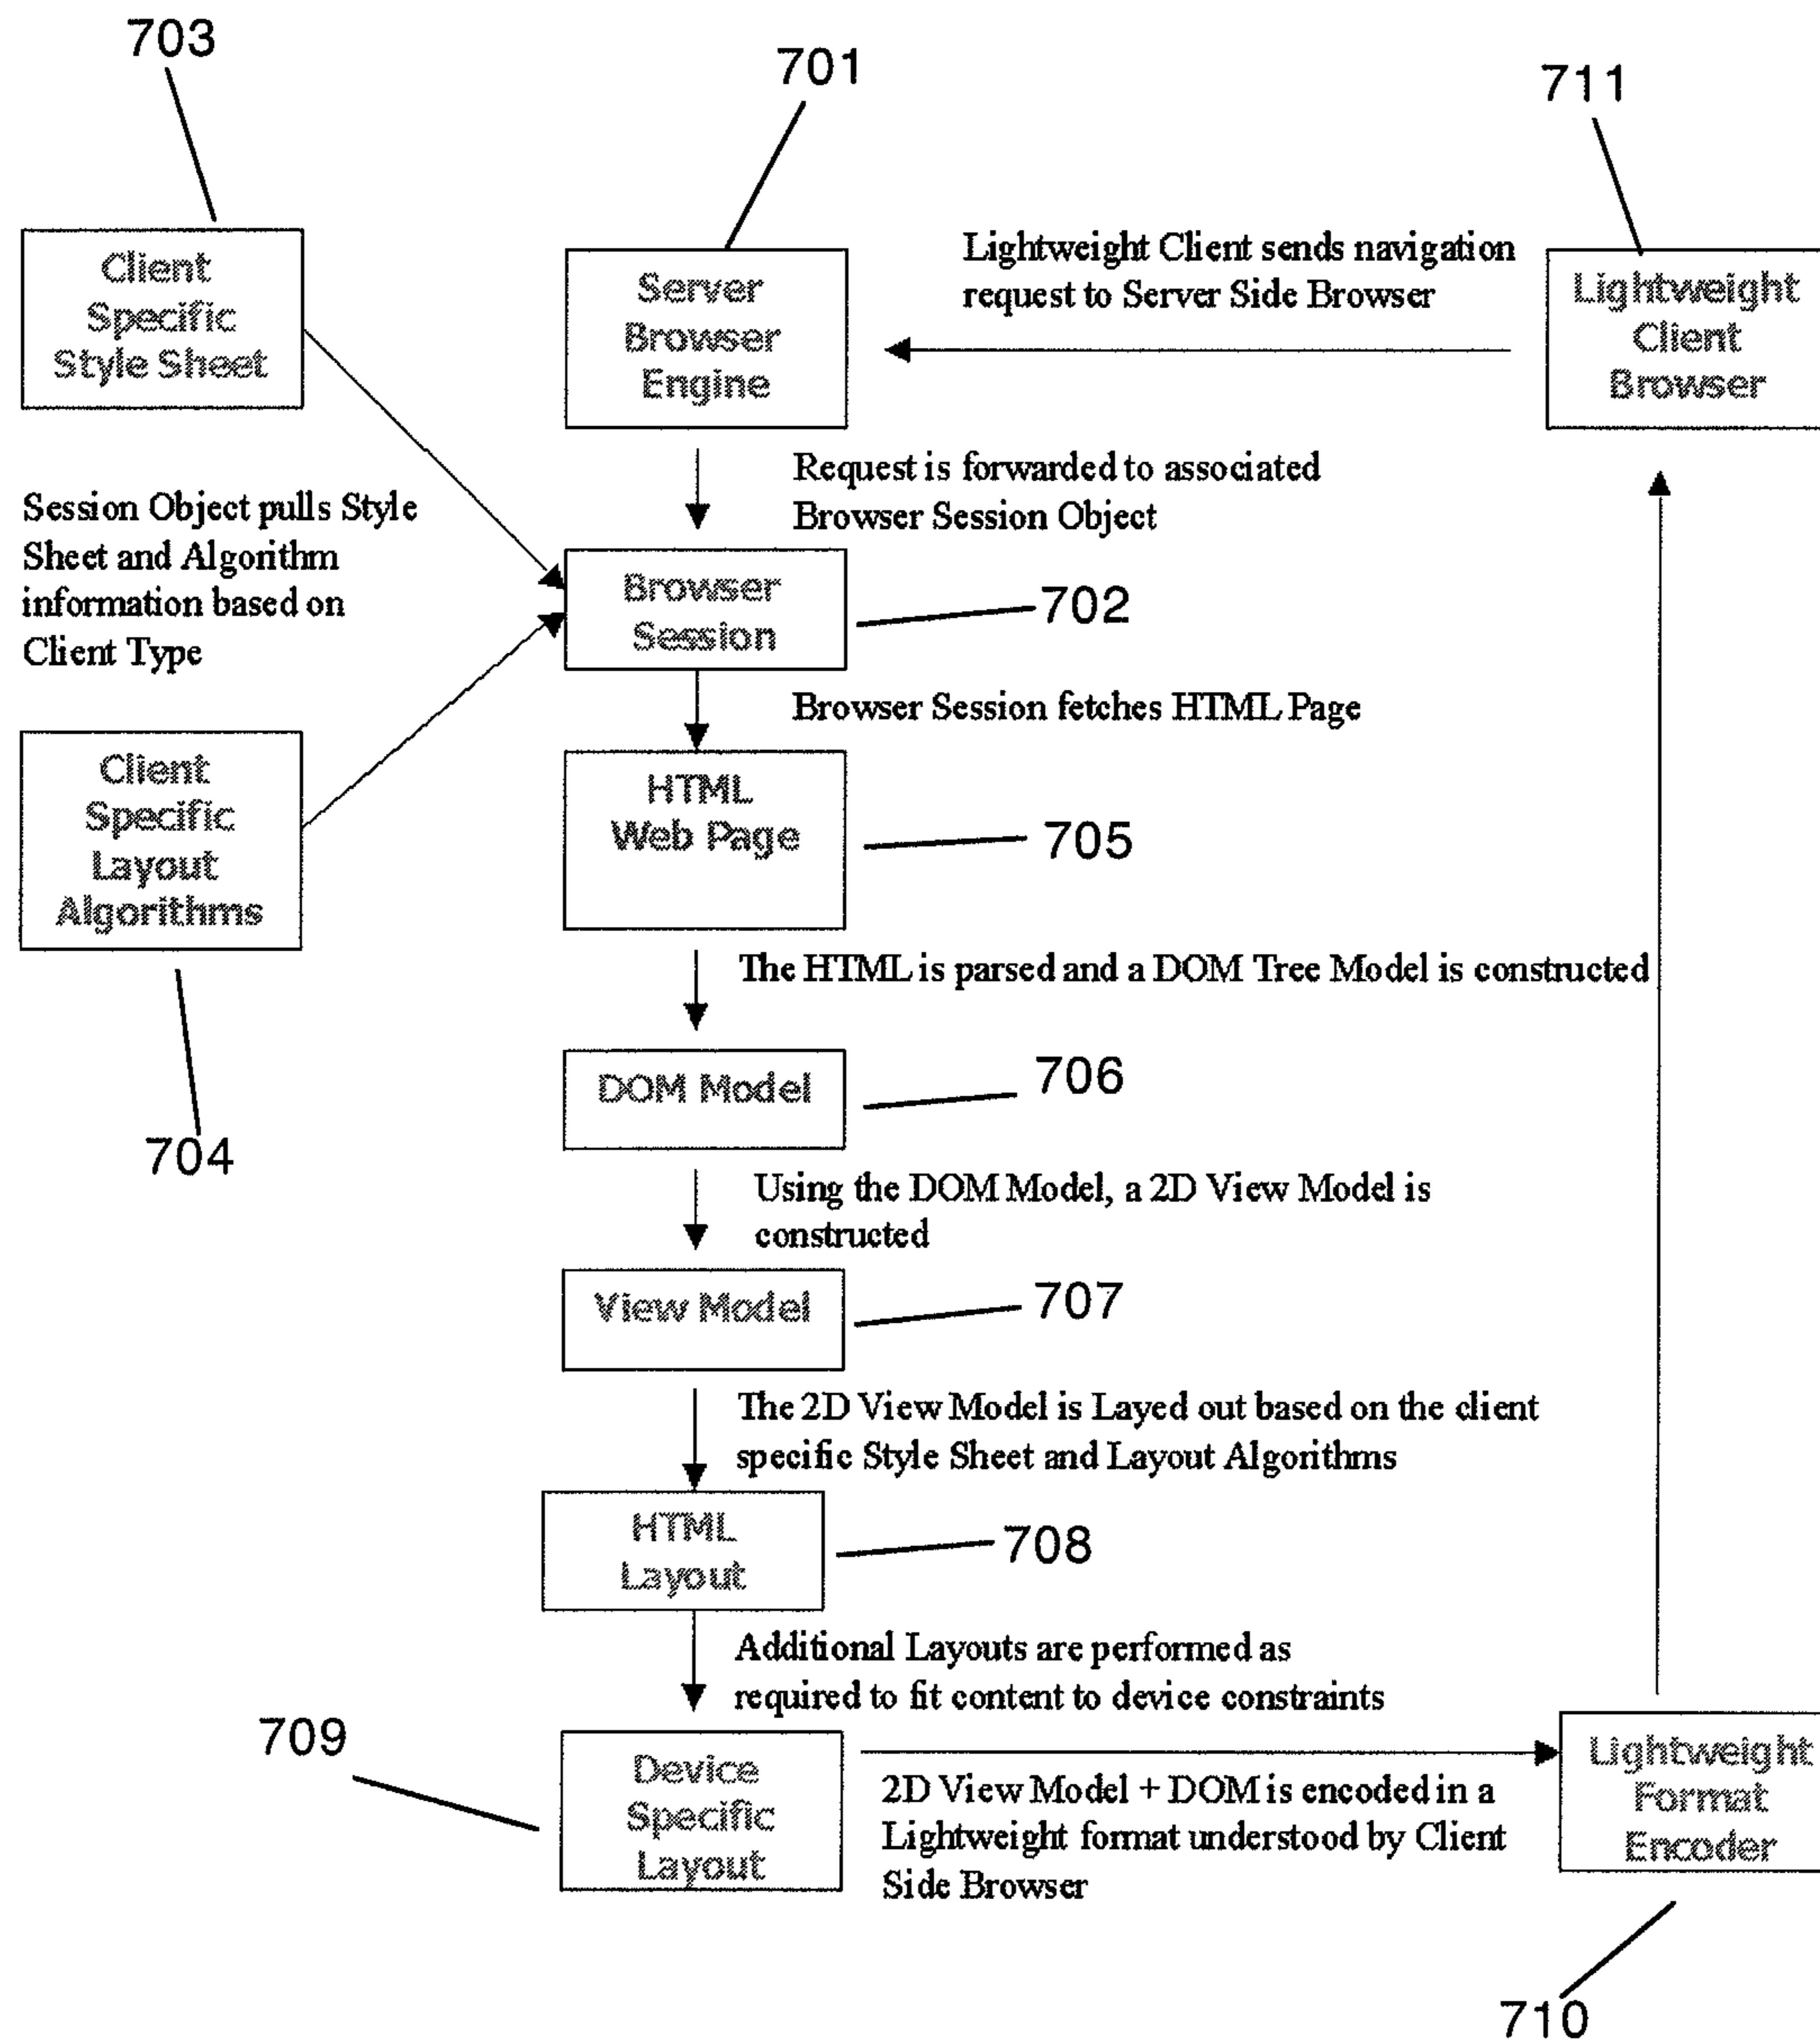 703
701
711
Client
Specific
Style Sheet
Server
Browser
Engine
Lightweight Client sends navigation
request to Server Side Browser
Lightweight
Client
Browser
Request is forwarded to associated
Browser Session Object
Session Object pulls Style
Sheet and Algorithm
information based on
Client Type
Browser
Session
702
Browser Session fetches HTML Page
Client
Specific
Layout
Algorithms
704
HTML
Web Page
705
The HTML is parsed and a DOM Tree Model is constructed
DOM Model
706
Using the DOM Model, a 2D View Model is
constructed
View Model
707
The 2D View Model is Layed out based on the client
specific Style Sheet and Layout Algorithms
HTML
Layout
708
Additional Layouts are performed as
required to fit content to device constraints
709
Device
Specific
Layout
2D View Model + DOM is encoded in a
Lightweight format understood by Client
Side Browser
Lightweight
Format
Encoder
710